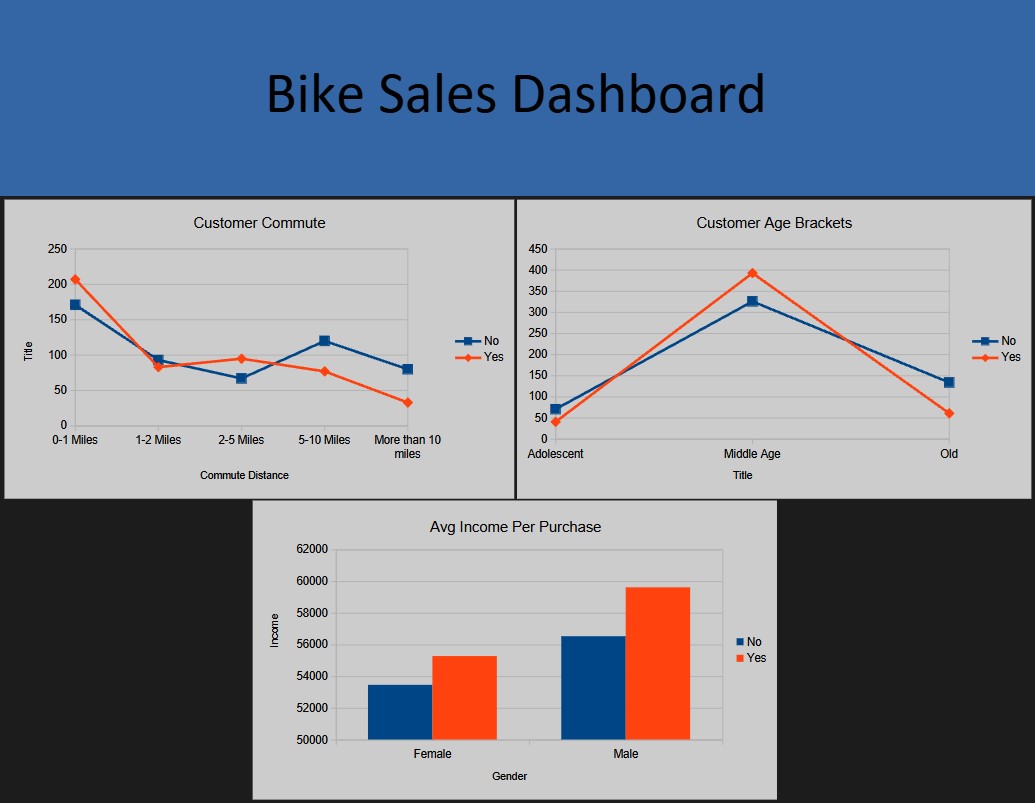 Bike Sales Dashboard
Customer Commute
250
200
150
100
50
0
Title
0-1 Miles
1-2 Miles
2-5 Miles
5-10 Miles
More than 10
miles
Commute Distance
No
Yes
Customer Age Brackets
450
400
350
300
250
200
150
100
50
0
Adolescent
Middle Age
Old
Title
No
Yes
Avg Income Per Purchase
62000
60000
58000
56000
54000
52000
50000
Income
Female
Male
Gender
No
Yes